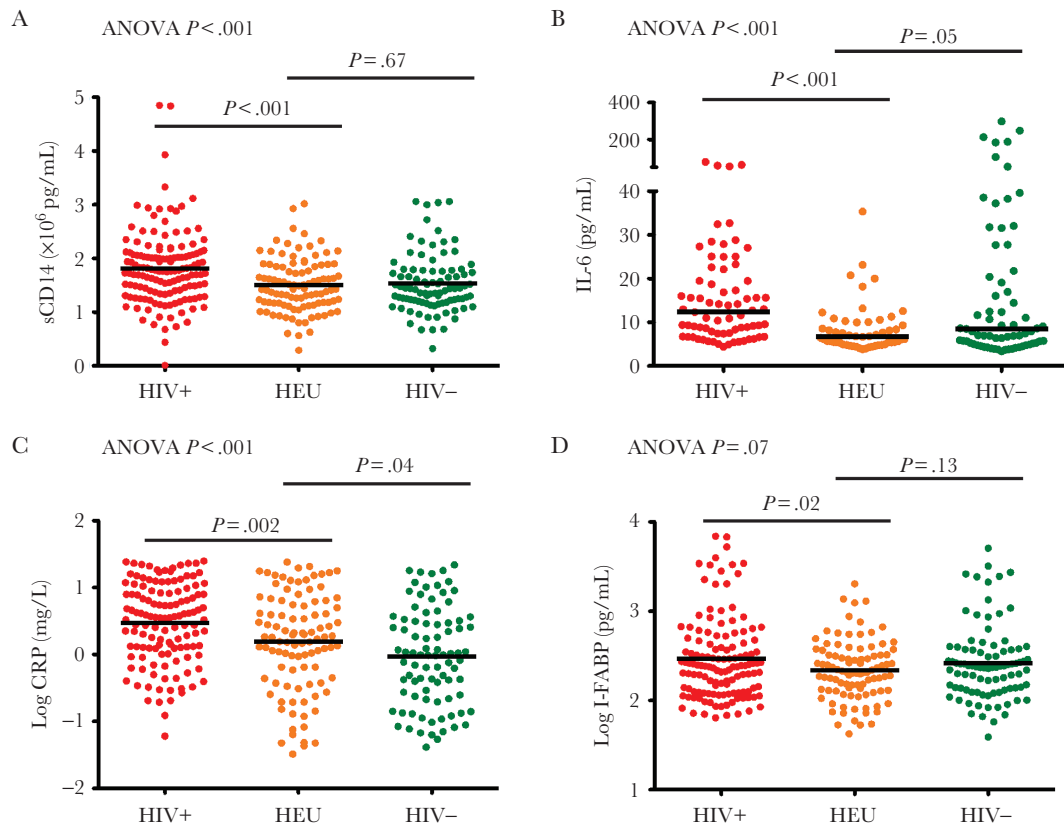 A
ANOVA P<.001
P=.67
P<.001
5
4
3
2
1
0
sCD14 (×10⁶ pg/mL)
HIV+ HEU HIV–
B
ANOVA P<.001
P=.05
P<.001
400
200
40
30
20
10
0
IL-6 (pg/mL)
HIV+ HEU HIV–
C
ANOVA P<.001
P=.04
P=.002
2
1
0
–1
–2
Log CRP (mg/L)
HIV+ HEU HIV–
D
ANOVA P=.07
P=.13
P=.02
4
3
2
1
Log I-FABP (pg/mL)
HIV+ HEU HIV–